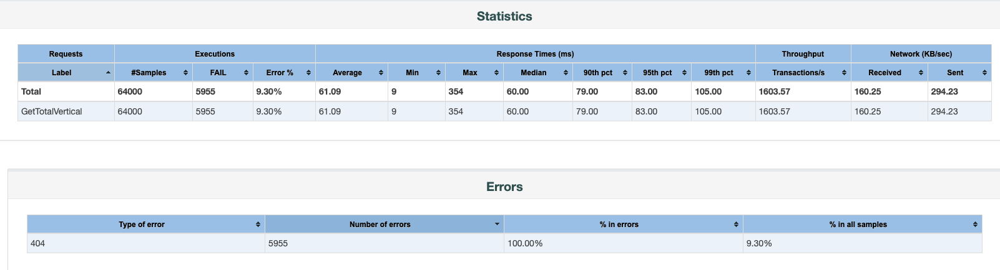 Statistics
Requests Executions Response Times (ms) Throughput Network (KB/sec)
Label #Samples FAIL Error % Average Min Max Median 90th pct 95th pct 99th pct Transactions/s Received Sent
Total 64000 5955 9.30% 61.09 9 354 60.00 79.00 83.00 105.00 1603.57 160.25 294.23
GetTotalVertical 64000 5955 9.30% 61.09 9 354 60.00 79.00 83.00 105.00 1603.57 160.25 294.23
Errors
Type of error Number of errors % in errors % in all samples
404 5955 100.00% 9.30%